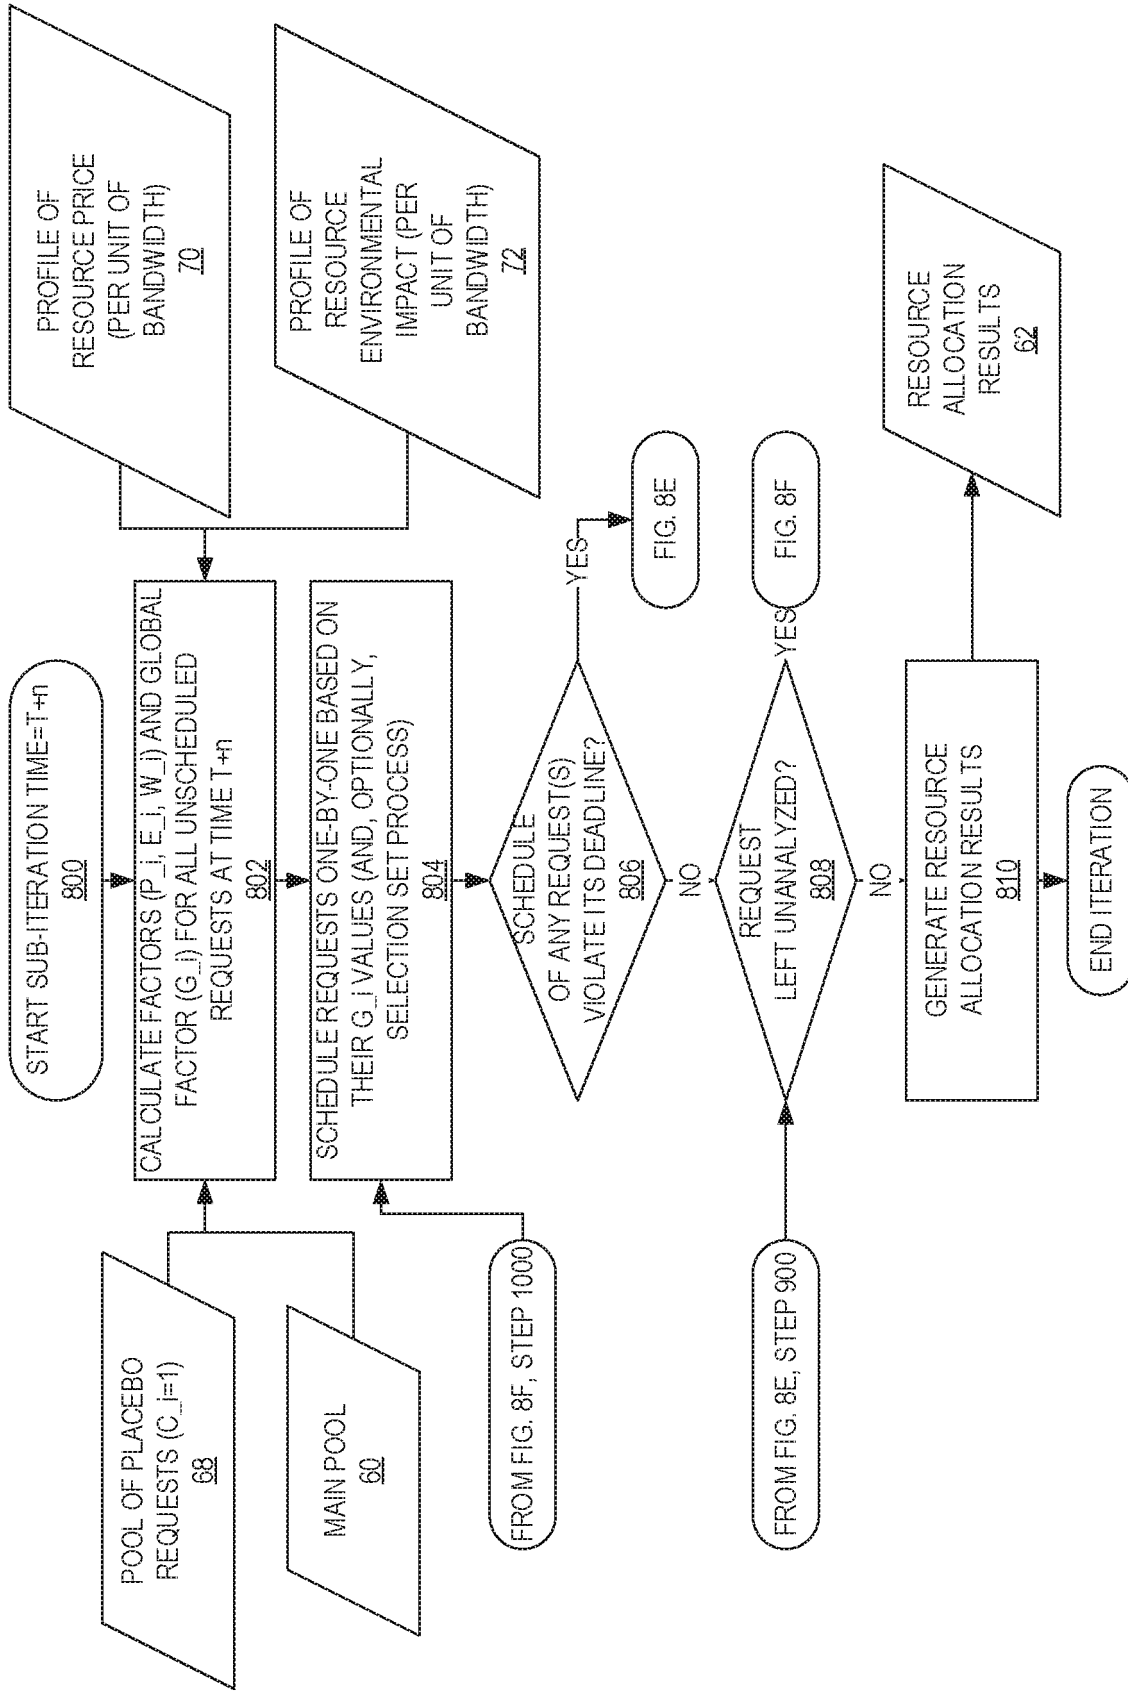 START SUB-ITERATION TIME=T+n
800
POOL OF PLACEBO
REQUESTS (C_i=1)
68
MAIN POOL
60
CALCULATE FACTORS (P_i, E_i, W_i) AND GLOBAL
FACTOR (G_i) FOR ALL UNSCHEDULED
REQUESTS AT TIME T+n
802
PROFILE OF
RESOURCE PRICE
(PER UNIT OF
BANDWIDTH)
70
PROFILE OF
RESOURCE
ENVIRONMENTAL
IMPACT (PER
UNIT OF
BANDWIDTH)
72
FROM FIG. 8F, STEP 1000
SCHEDULE REQUESTS ONE-BY-ONE BASED ON
THEIR G_i VALUES (AND, OPTIONALLY,
SELECTION SET PROCESS)
804
SCHEDULE
OF ANY REQUEST(S)
VIOLATE ITS DEADLINE?
806
YES
FIG. 8E
NO
FROM FIG. 8E, STEP 900
REQUEST
LEFT UNANALYZED?
808
YES
FIG. 8F
NO
GENERATE RESOURCE
ALLOCATION RESULTS
810
RESOURCE
ALLOCATION
RESULTS
62
END ITERATION